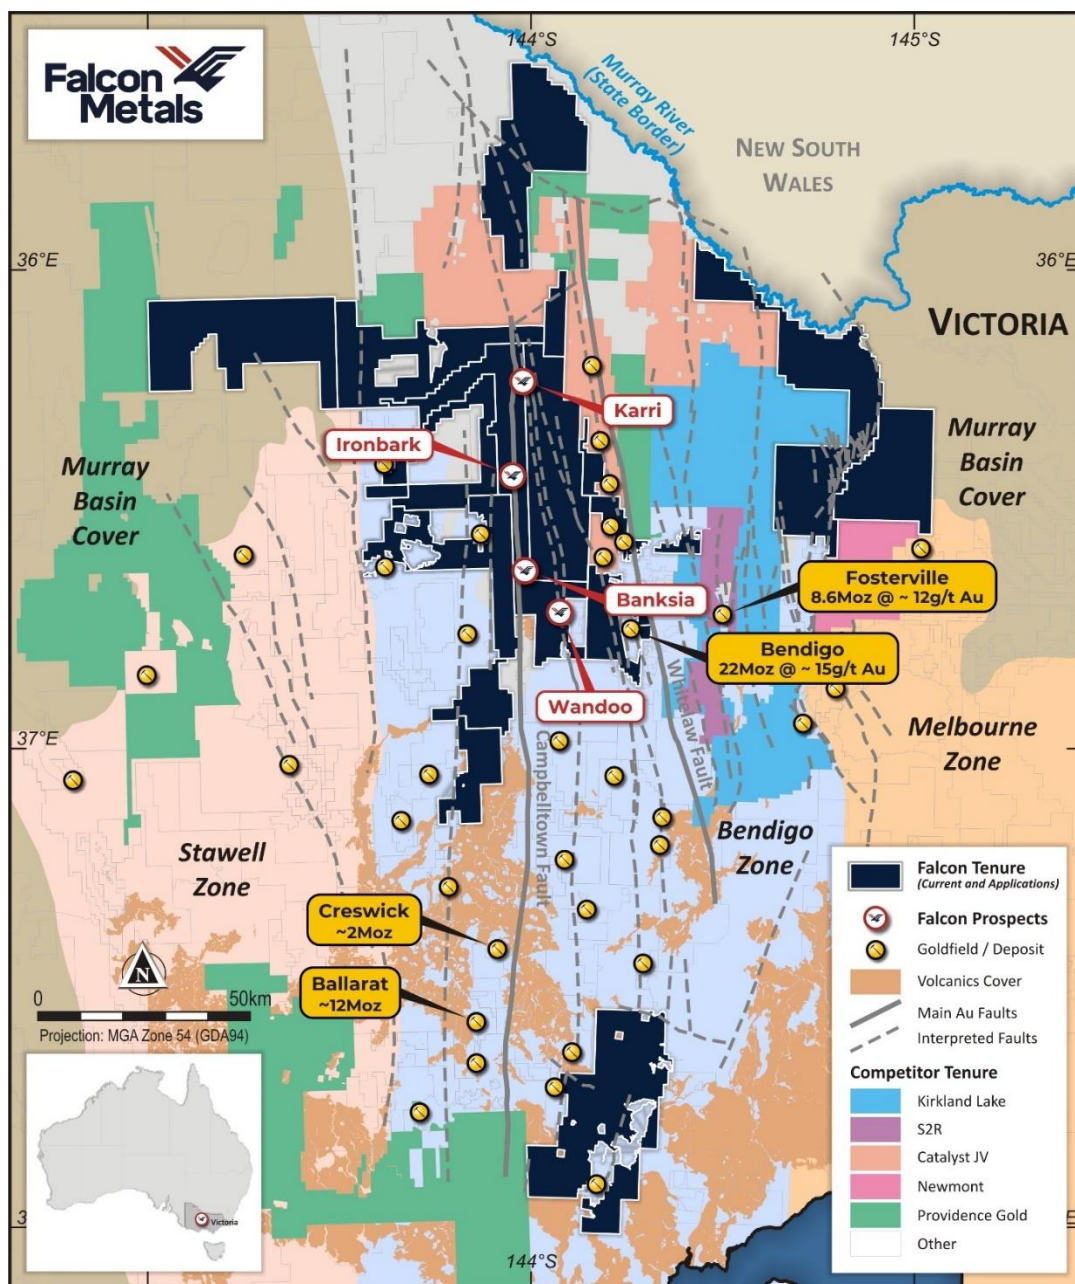 144°S
145°S
Falcon
Metals
Murray River
(State Border)
NEW SOUTH
WALES
36°E
36°E
VICTORIA
Karri
Ironbark
Murray
Basin
Cover
Murray
Basin
Cover
Banksia
Fosterville
8.6Moz @ ~ 12g/t Au
Bendigo
22Moz @ ~ 15g/t Au
Wandoo
Whitelaw Fault
Campbelltown Fault
37°E
37°E
Melbourne
Zone
Stawell
Zone
Bendigo
Zone
Creswick
~2Moz
Ballarat
~12Moz
N
0
50km
Projection: MGA Zone 54 (GDA94)
Victoria
144°S
Falcon Tenure
(Current and Applications)
Falcon Prospects
Goldfield / Deposit
Volcanics Cover
Main Au Faults
Interpreted Faults
Competitor Tenure
Kirkland Lake
S2R
Catalyst JV
Newmont
Providence Gold
Other